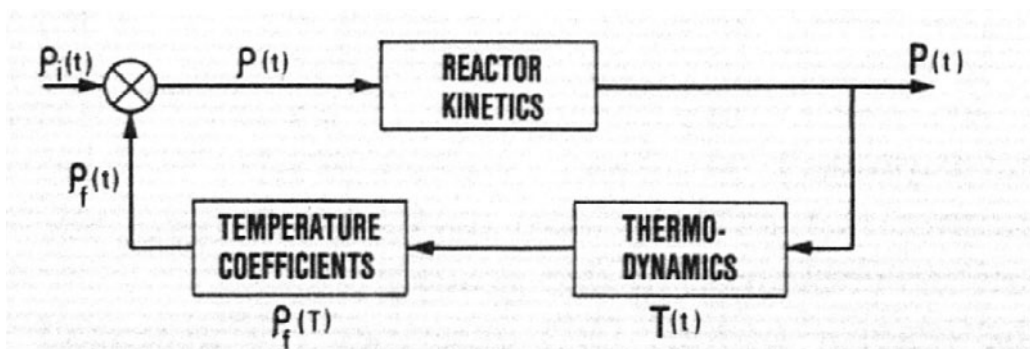 ρi(t)
ρ(t)
REACTOR
KINETICS
P(t)
ρf(t)
TEMPERATURE
COEFFICIENTS
THERMO-
DYNAMICS
ρf(T)
T(t)